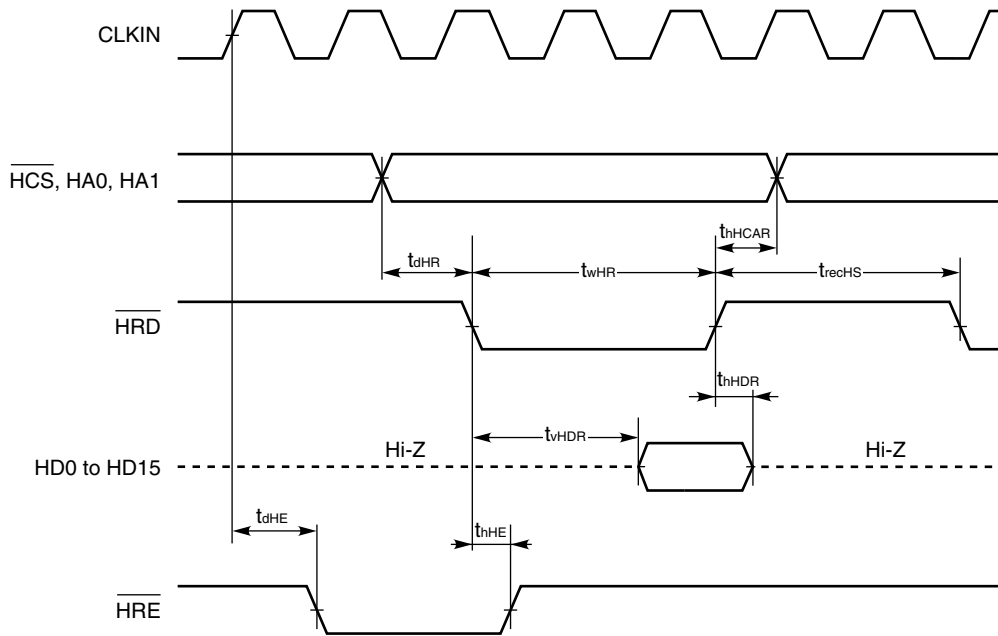 CLKIN
HCS, HA0, HA1
thHCAR
tdHR
twHR
trecHS
HRD
thHDR
tvHDR
Hi-Z
Hi-Z
HD0 to HD15
tdHE
thHE
HRE